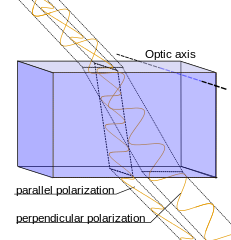 Optic axis
parallel polarization
perpendicular polarization